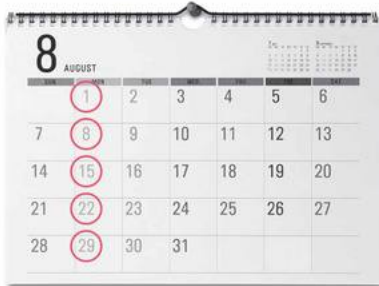 8 AUGUST
SUN MON TUE WED THU FRI SAT
1 2 3 4 5 6
7 8 9 10 11 12 13
14 15 16 17 18 19 20
21 22 23 24 25 26 27
28 29 30 31